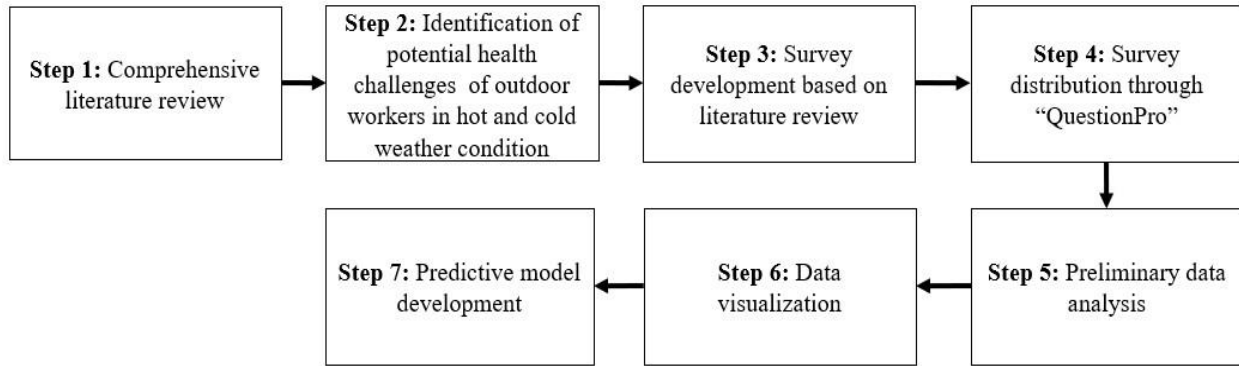 Step 1: Comprehensive
literature review
Step 2: Identification of
potential health
challenges of outdoor
workers in hot and cold
weather condition
Step 3: Survey
development based on
literature review
Step 4: Survey
distribution through
“QuestionPro”
Step 5: Preliminary data
analysis
Step 6: Data
visualization
Step 7: Predictive model
development